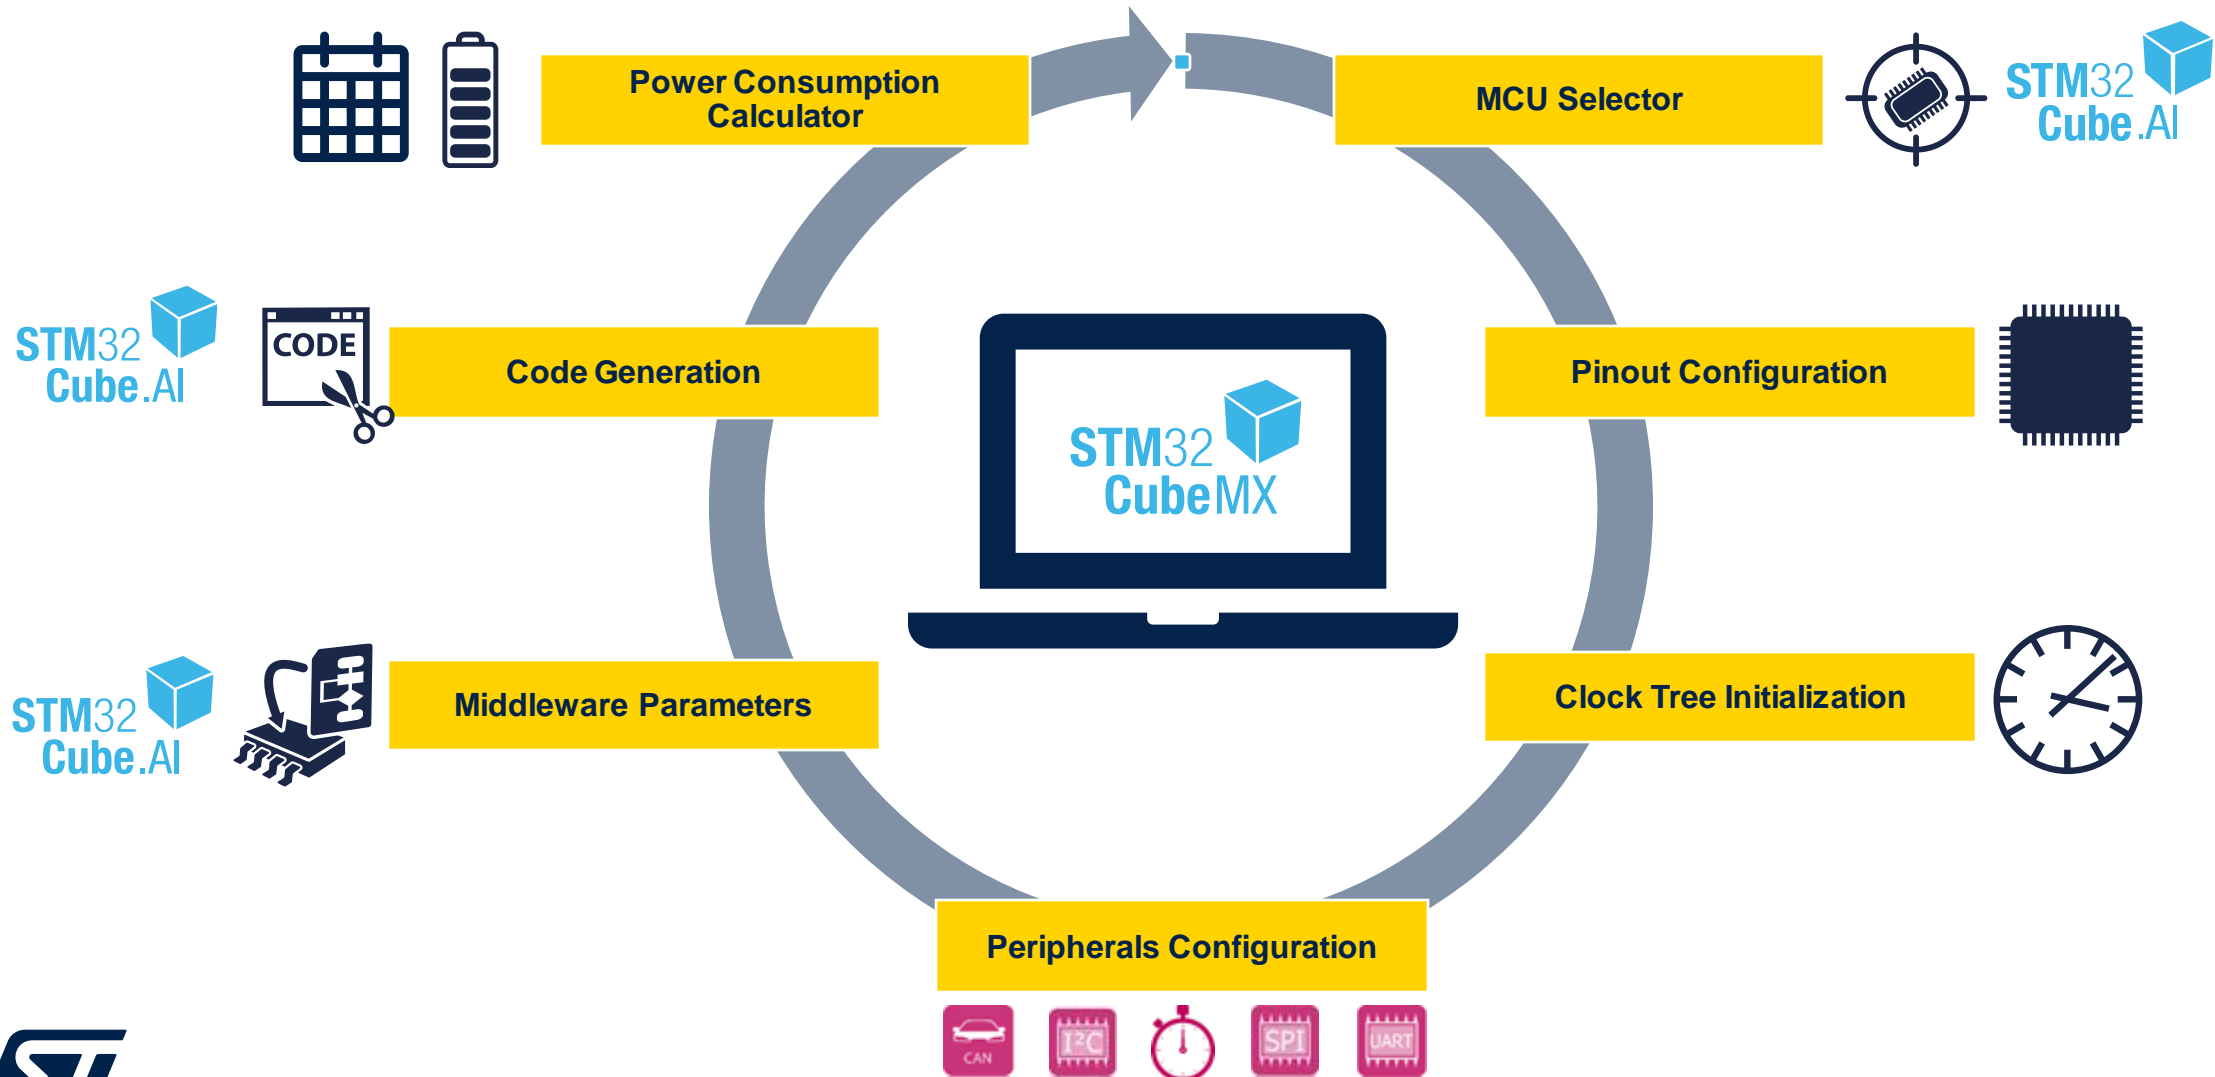 Power Consumption
Calculator
MCU Selector
STM32
Cube.AI
STM32
Cube.AI
CODE
Code Generation
STM32
CubeMX
Pinout Configuration
STM32
Cube.AI
Middleware Parameters
Clock Tree Initialization
Peripherals Configuration
CAN
I²C
SPI
UART
ST